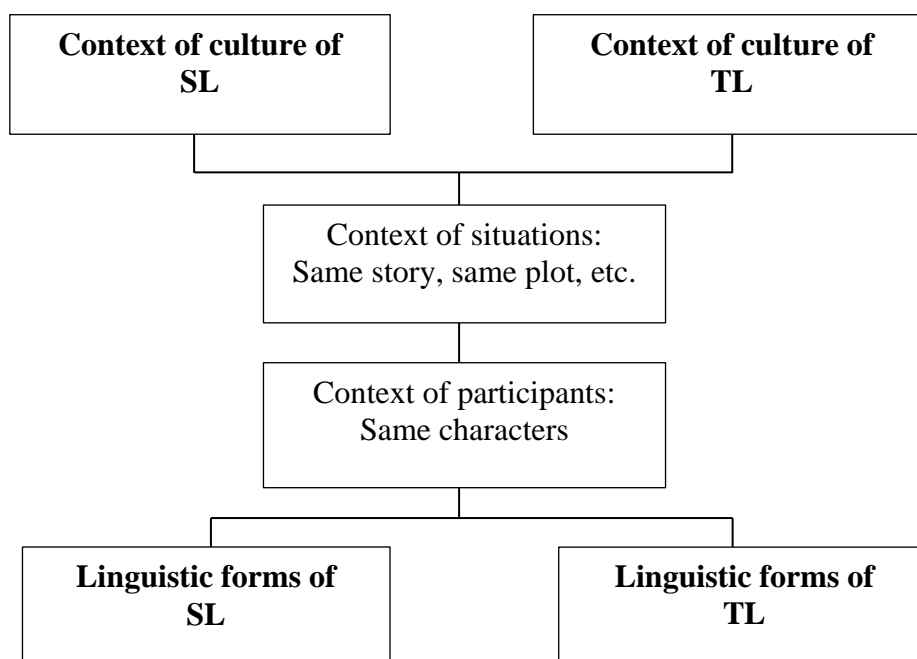 Context of culture of
SL
Context of culture of
TL
Context of situations:
Same story, same plot, etc.
Context of participants:
Same characters
Linguistic forms of
SL
Linguistic forms of
TL